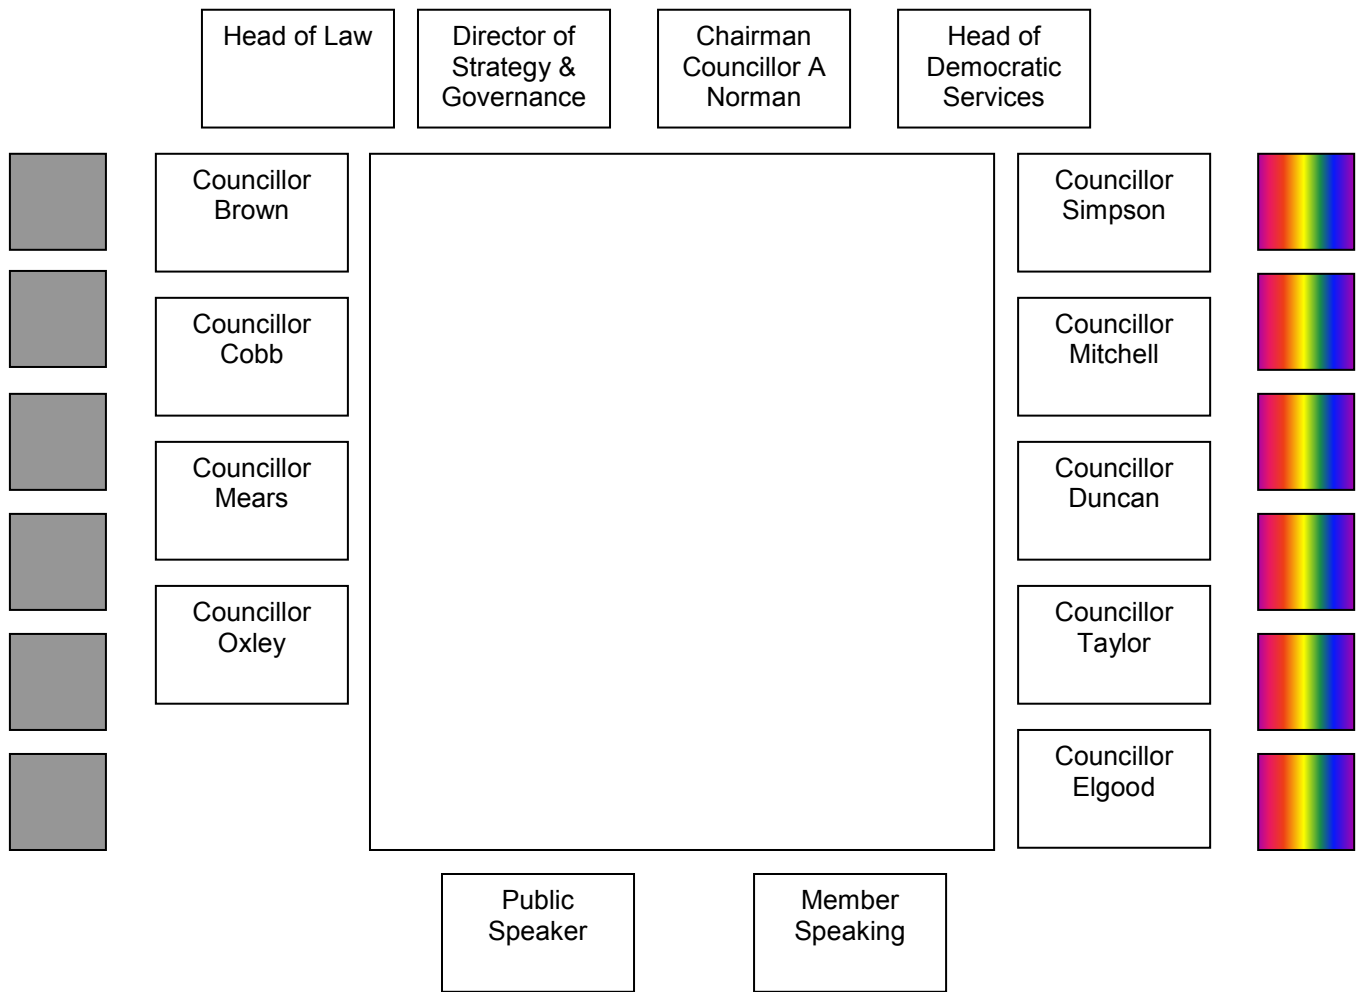 Head of Law
Director of
Strategy &
Governance
Chairman
Councillor A
Norman
Head of
Democratic
Services
Councillor
Brown
Councillor
Simpson
Councillor
Cobb
Councillor
Mitchell
Councillor
Mears
Councillor
Duncan
Councillor
Oxley
Councillor
Taylor
Councillor
Elgood
Public
Speaker
Member
Speaking